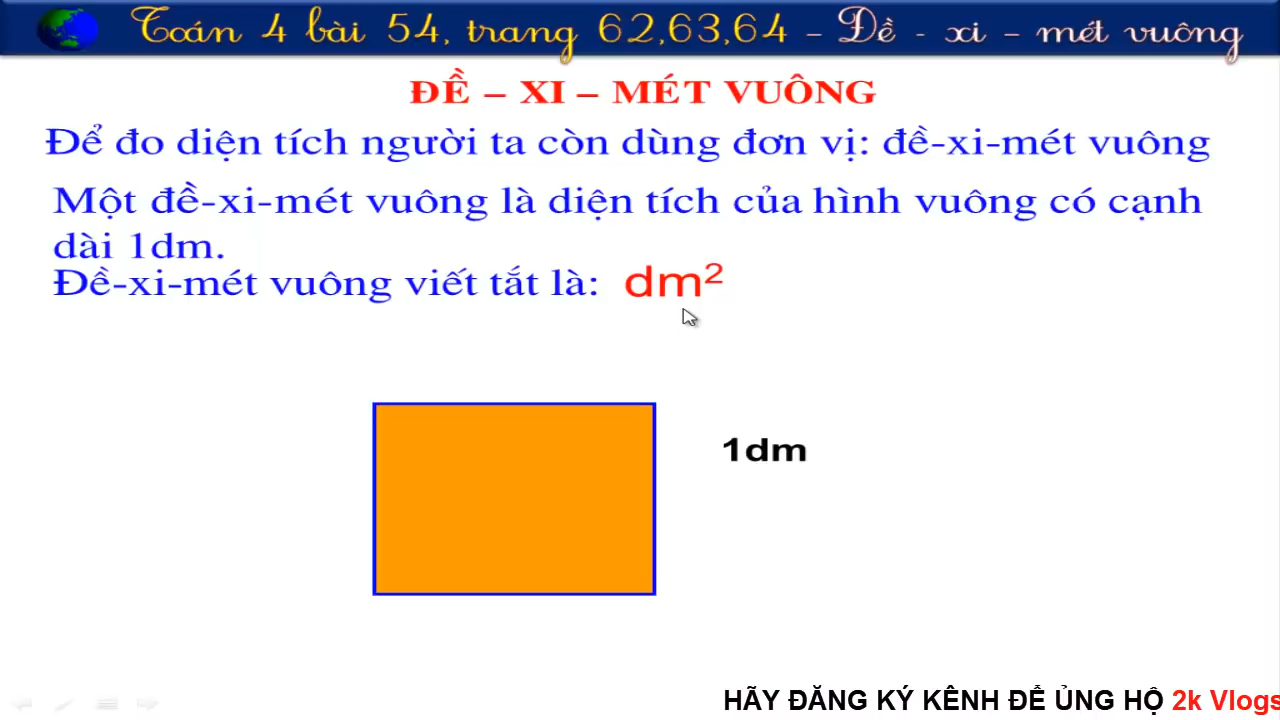 Toán 4 bài 54, trang 62,63,64 – Đề - xi – mét vuông
ĐỀ – XI – MÉT VUÔNG
Để đo diện tích người ta còn dùng đơn vị: đề-xi-mét vuông
Một đề-xi-mét vuông là diện tích của hình vuông có cạnh
dài 1dm.
Đề-xi-mét vuông viết tắt là: dm²
1dm
HÃY ĐĂNG KÝ KÊNH ĐỂ ỦNG HỘ 2k Vlogs